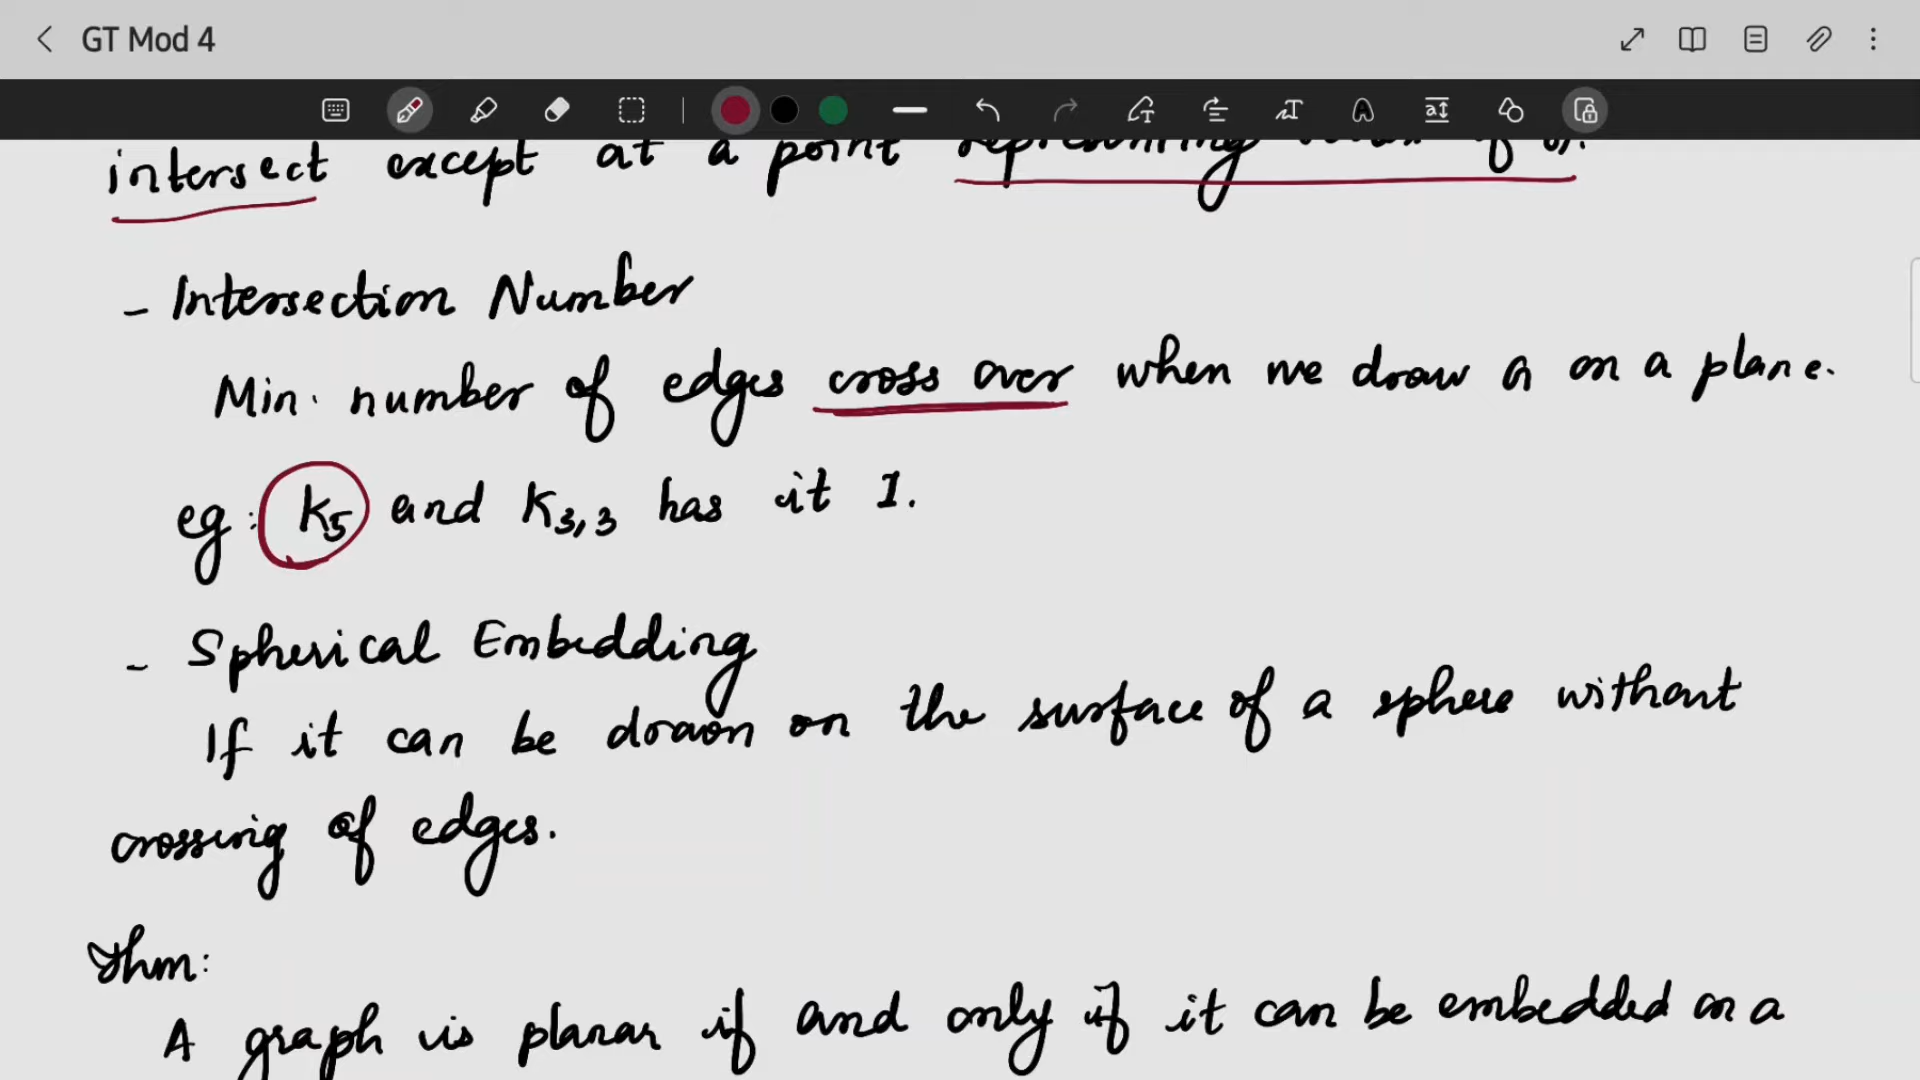 GT Mod 4
intersect except at a point representing of G.
- Intersection Number
Min. number of edges cross over when we draw G on a plane.
eg: K5 and K3,3 has it 1.
- Spherical Embedding
If it can be drawn on the surface of a sphere without
crossing of edges.
Thm:
A graph is planar if and only if it can be embedded on a